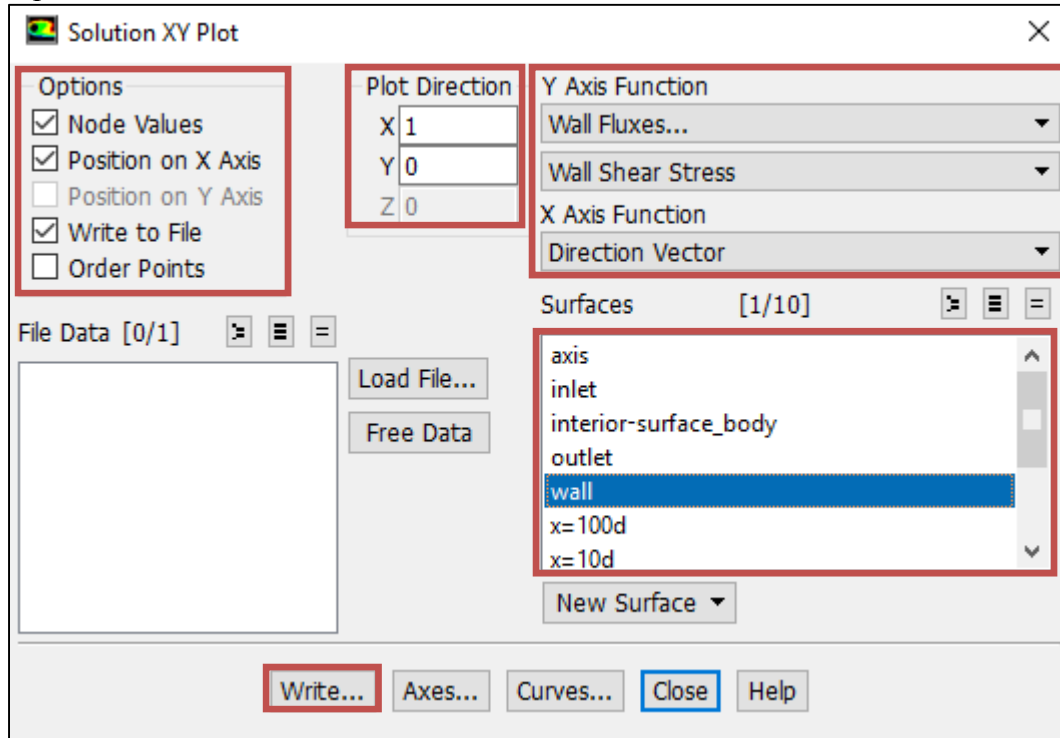 Solution XY Plot
Options
Node Values
Position on X Axis
Position on Y Axis
Write to File
Order Points
Plot Direction
X 1
Y 0
Z 0
Y Axis Function
Wall Fluxes...
Wall Shear Stress
X Axis Function
Direction Vector
File Data [0/1]
Load File...
Free Data
Surfaces [1/10]
axis
inlet
interior-surface_body
outlet
wall
x=100d
x=10d
New Surface
Write... Axes... Curves... Close Help